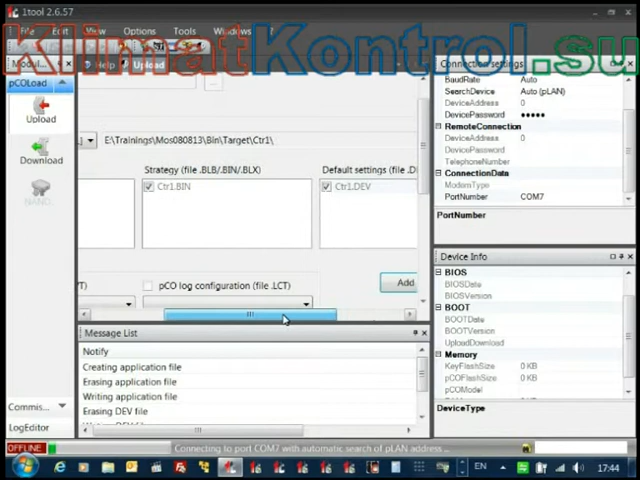 1tool 2.6.57
File Edit View Options Tools Windows ?
KlimatKontrol.su
Modul...
Help Upload
Connection settings
pCOLoad
BaudRate Auto
SearchDevice Auto (pLAN)
DeviceAddress 0
DevicePassword •••••
Upload
RemoteConnection
E:\Trainings\Mos080813\Bin\Target\Ctr1\
DeviceAddress 0
DevicePassword
Download
TelephoneNumber
Strategy (file .BLB/.BIN/.BLX)
Default settings (file .D
ConnectionData
ModemType
Ctr1.BIN
Ctr1.DEV
PortNumber COM7
NAND...
PortNumber
Device Info
BIOS
BIOSDate
pCO log configuration (file .LCT)
Add
BIOSVersion
BOOT
BOOTDate
BOOTVersion
Message List
UploadDownload
Notify
Memory
Creating application file
KeyFlashSize 0 KB
Erasing application file
pCOFlashSize 0 KB
Writing application file
pCOModel
Commis...
Erasing DEV file
DeviceType
LogEditor
OFFLINE
Connecting to port COM7 with automatic search of pLAN address ...
EN
17:44